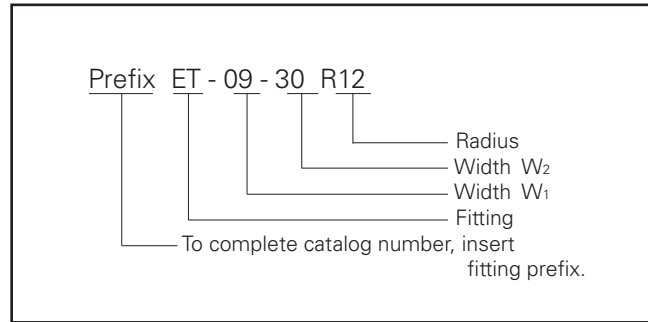 Prefix ET - 09 - 30 R12
Radius
Width W2
Width W1
Fitting
To complete catalog number, insert
fitting prefix.